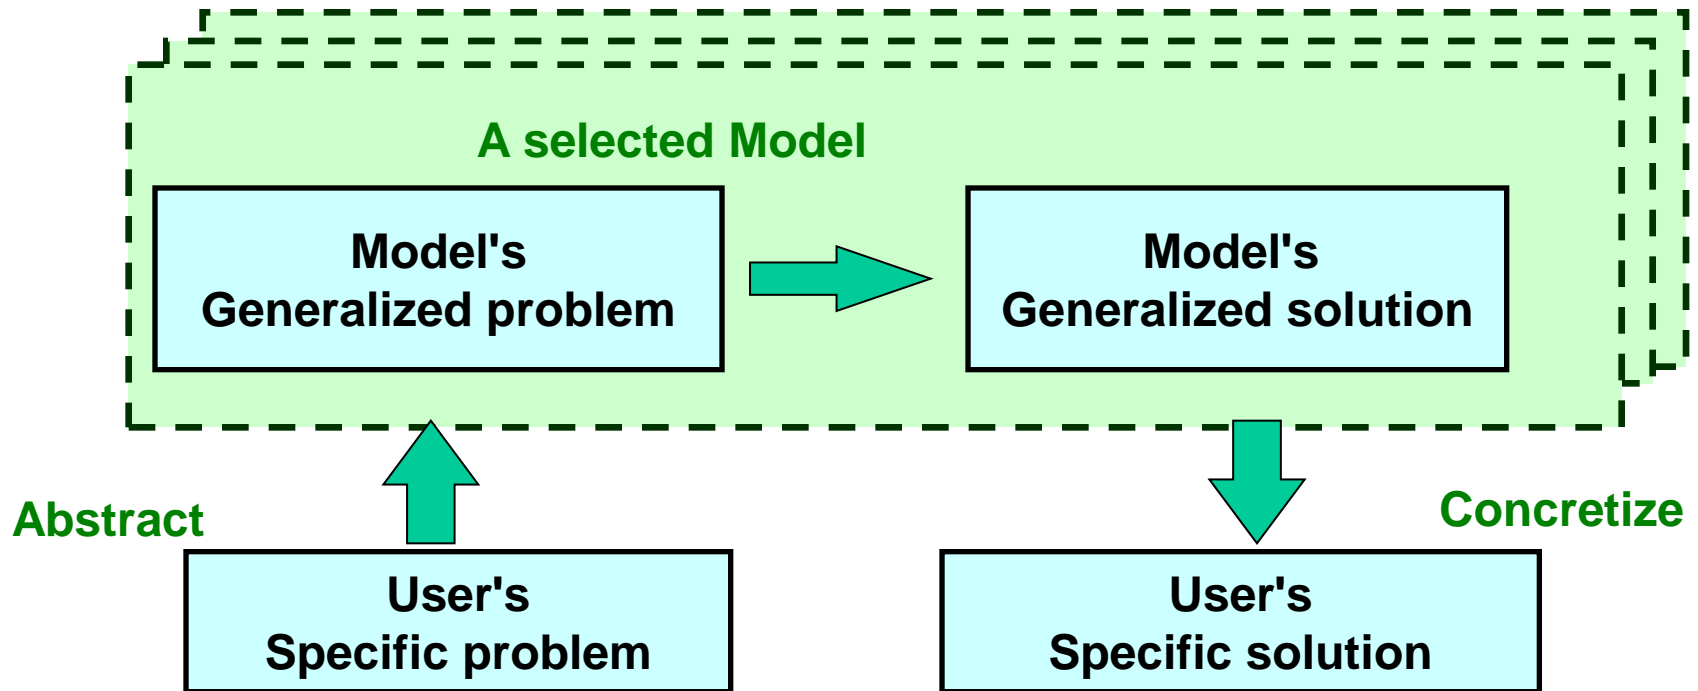 A selected Model
Model's
Generalized problem
Model's
Generalized solution
Abstract
Concretize
User's
Specific problem
User's
Specific solution